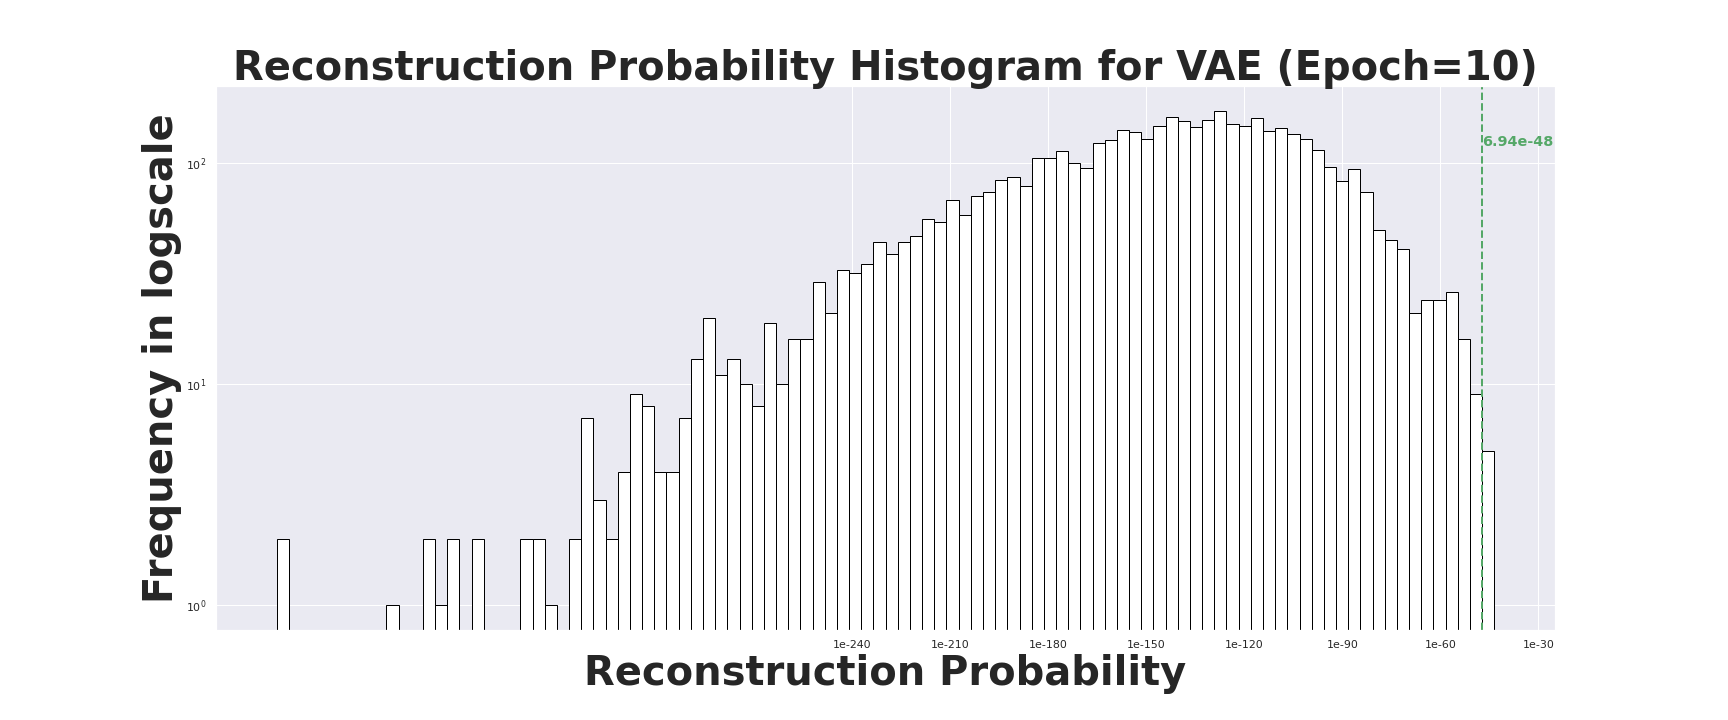 Reconstruction Probability Histogram for VAE (Epoch=10)
Frequency in logscale
10²
10¹
10⁰
6.94e-48
1e-240 1e-210 1e-180 1e-150 1e-120 1e-90 1e-60 1e-30
Reconstruction Probability